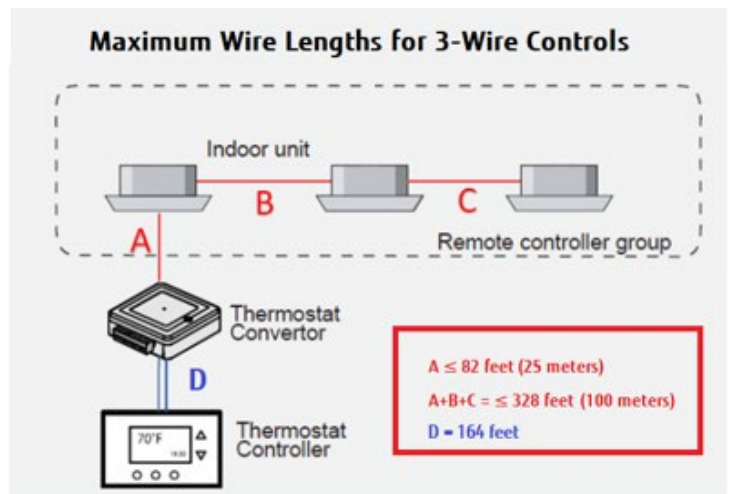 Maximum Wire Lengths for 3-Wire Controls
Indoor unit
B
C
A
Remote controller group
Thermostat
Convertor
D
A ≤ 82 feet (25 meters)
A+B+C = ≤ 328 feet (100 meters)
D = 164 feet
70°F
Thermostat
Controller